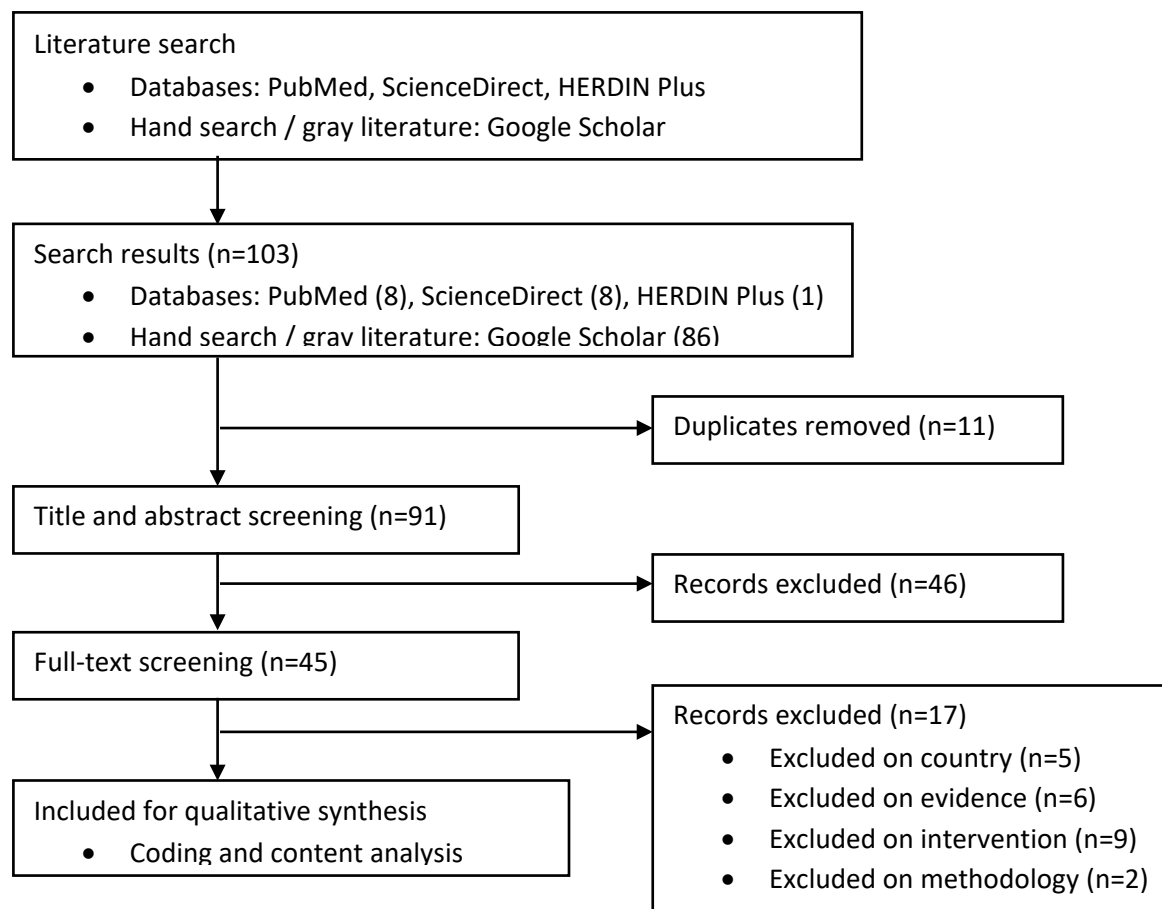 Literature search
• Databases: PubMed, ScienceDirect, HERDIN Plus
• Hand search / gray literature: Google Scholar
Search results (n=103)
• Databases: PubMed (8), ScienceDirect (8), HERDIN Plus (1)
• Hand search / gray literature: Google Scholar (86)
Duplicates removed (n=11)
Title and abstract screening (n=91)
Records excluded (n=46)
Full-text screening (n=45)
Records excluded (n=17)
• Excluded on country (n=5)
• Excluded on evidence (n=6)
• Excluded on intervention (n=9)
• Excluded on methodology (n=2)
Included for qualitative synthesis
• Coding and content analysis